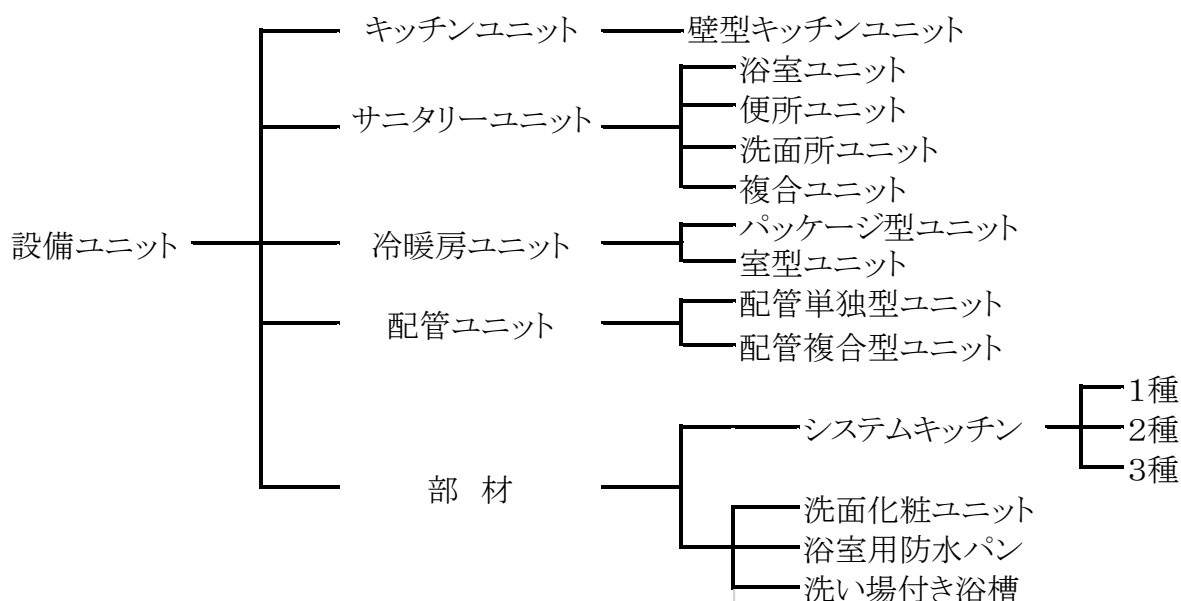 キッチンユニット 壁型キッチンユニット
浴室ユニット
サニタリーユニット 便所ユニット
洗面所ユニット
複合ユニット
設備ユニット 冷暖房ユニット パッケージ型ユニット
室型ユニット
配管ユニット 配管単独型ユニット
配管複合型ユニット
部 材 システムキッチン 1種
2種
3種
洗面化粧ユニット
浴室用防水パン
洗い場付き浴槽